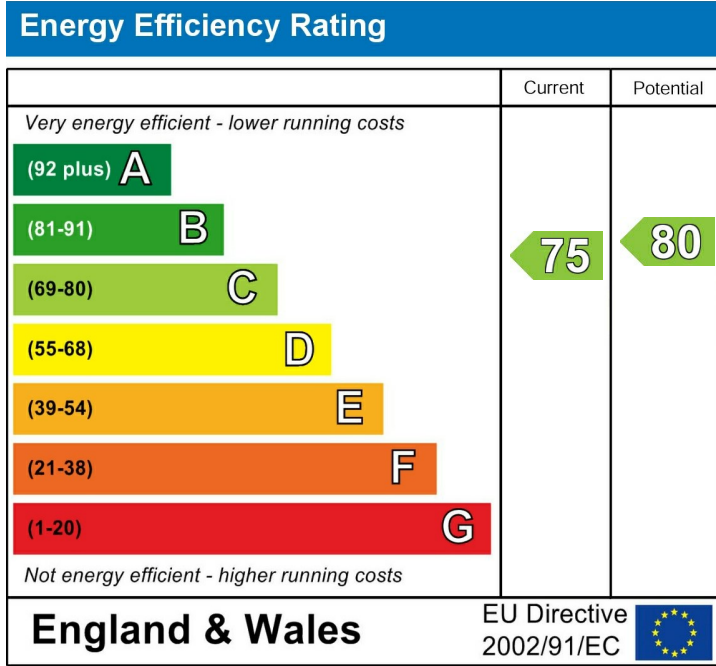 Energy Efficiency Rating
Current Potential
Very energy efficient - lower running costs
(92 plus) A
(81-91) B
(69-80) C
75 80
(55-68) D
(39-54) E
(21-38) F
(1-20) G
Not energy efficient - higher running costs
England & Wales
EU Directive
2002/91/EC